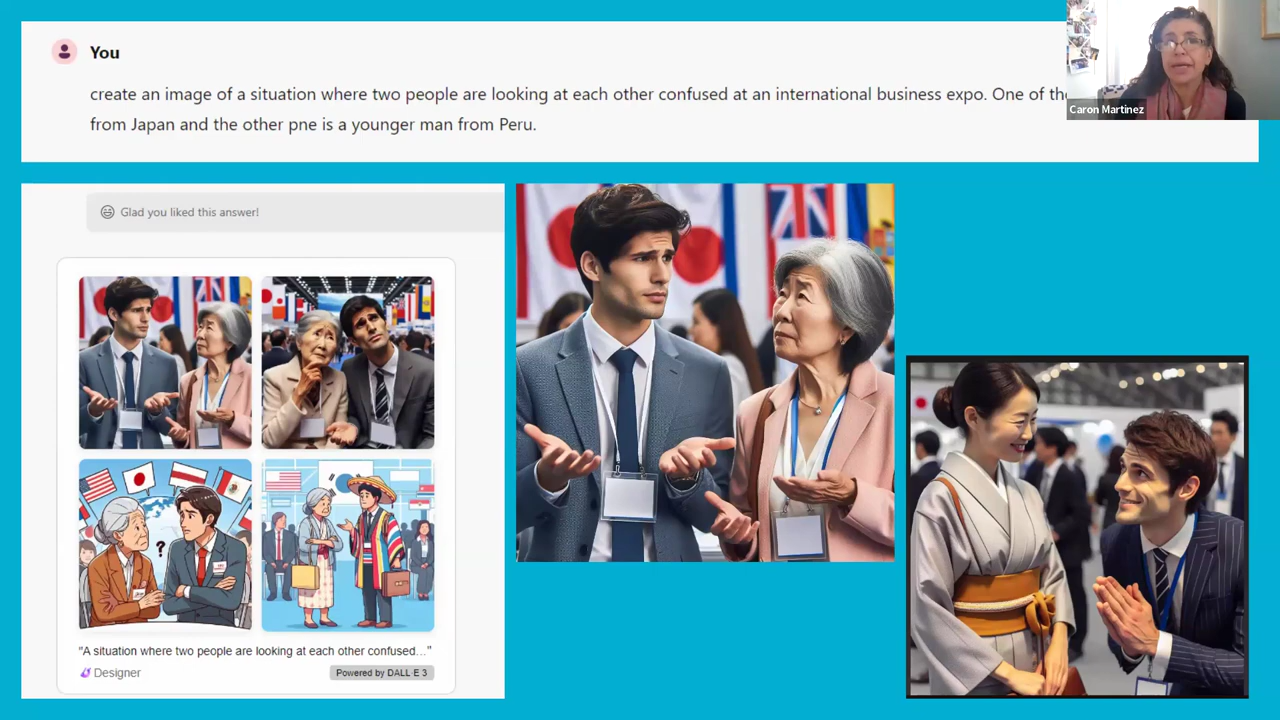 You
create an image of a situation where two people are looking at each other confused at an international business expo. One of the
from Japan and the other pne is a younger man from Peru.
Caron Martinez
Glad you liked this answer!
"A situation where two people are looking at each other confused..."
Designer
Powered by DALL·E 3
?